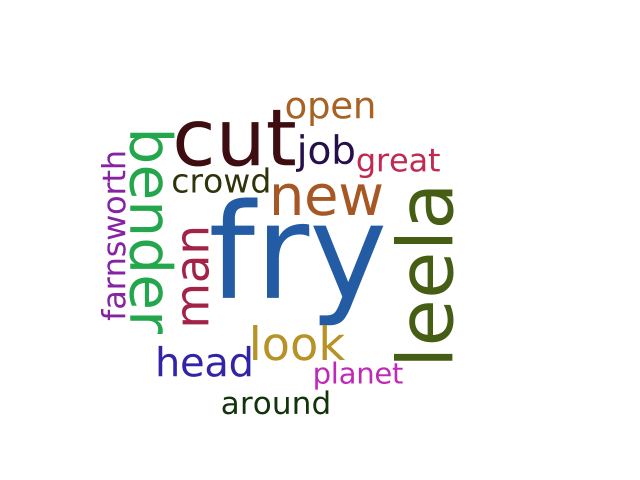 open
cut
job
great
crowd
new
farnsworth
bender
man
fry
leela
look
head
planet
around